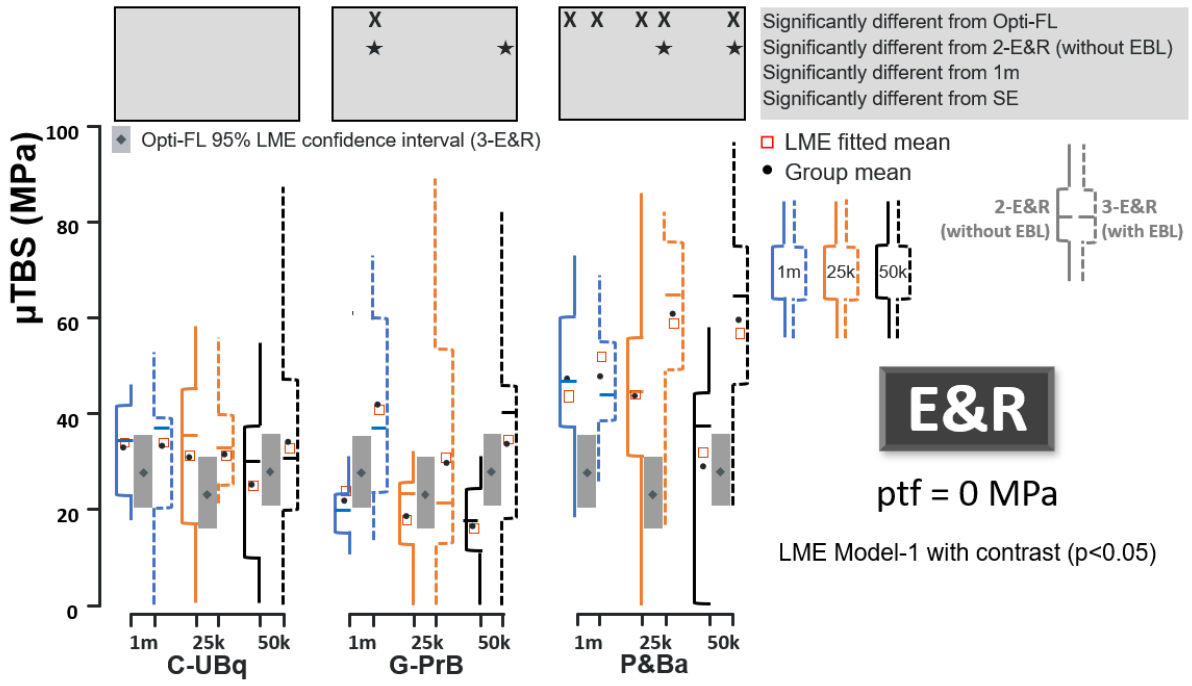 X
X X X X X
Significantly different from Opti-FL
★ ★ ★ ★
Significantly different from 2-E&R (without EBL)
Significantly different from 1m
Significantly different from SE
100
Opti-FL 95% LME confidence interval (3-E&R)
LME fitted mean
Group mean
µTBS (MPa)
80
60
40
20
0
2-E&R
(without EBL)
3-E&R
(with EBL)
1m
25k
50k
E&R
ptf = 0 MPa
LME Model-1 with contrast (p<0.05)
1m 25k 50k
C-UBq
1m 25k 50k
G-PrB
1m 25k 50k
P&Ba